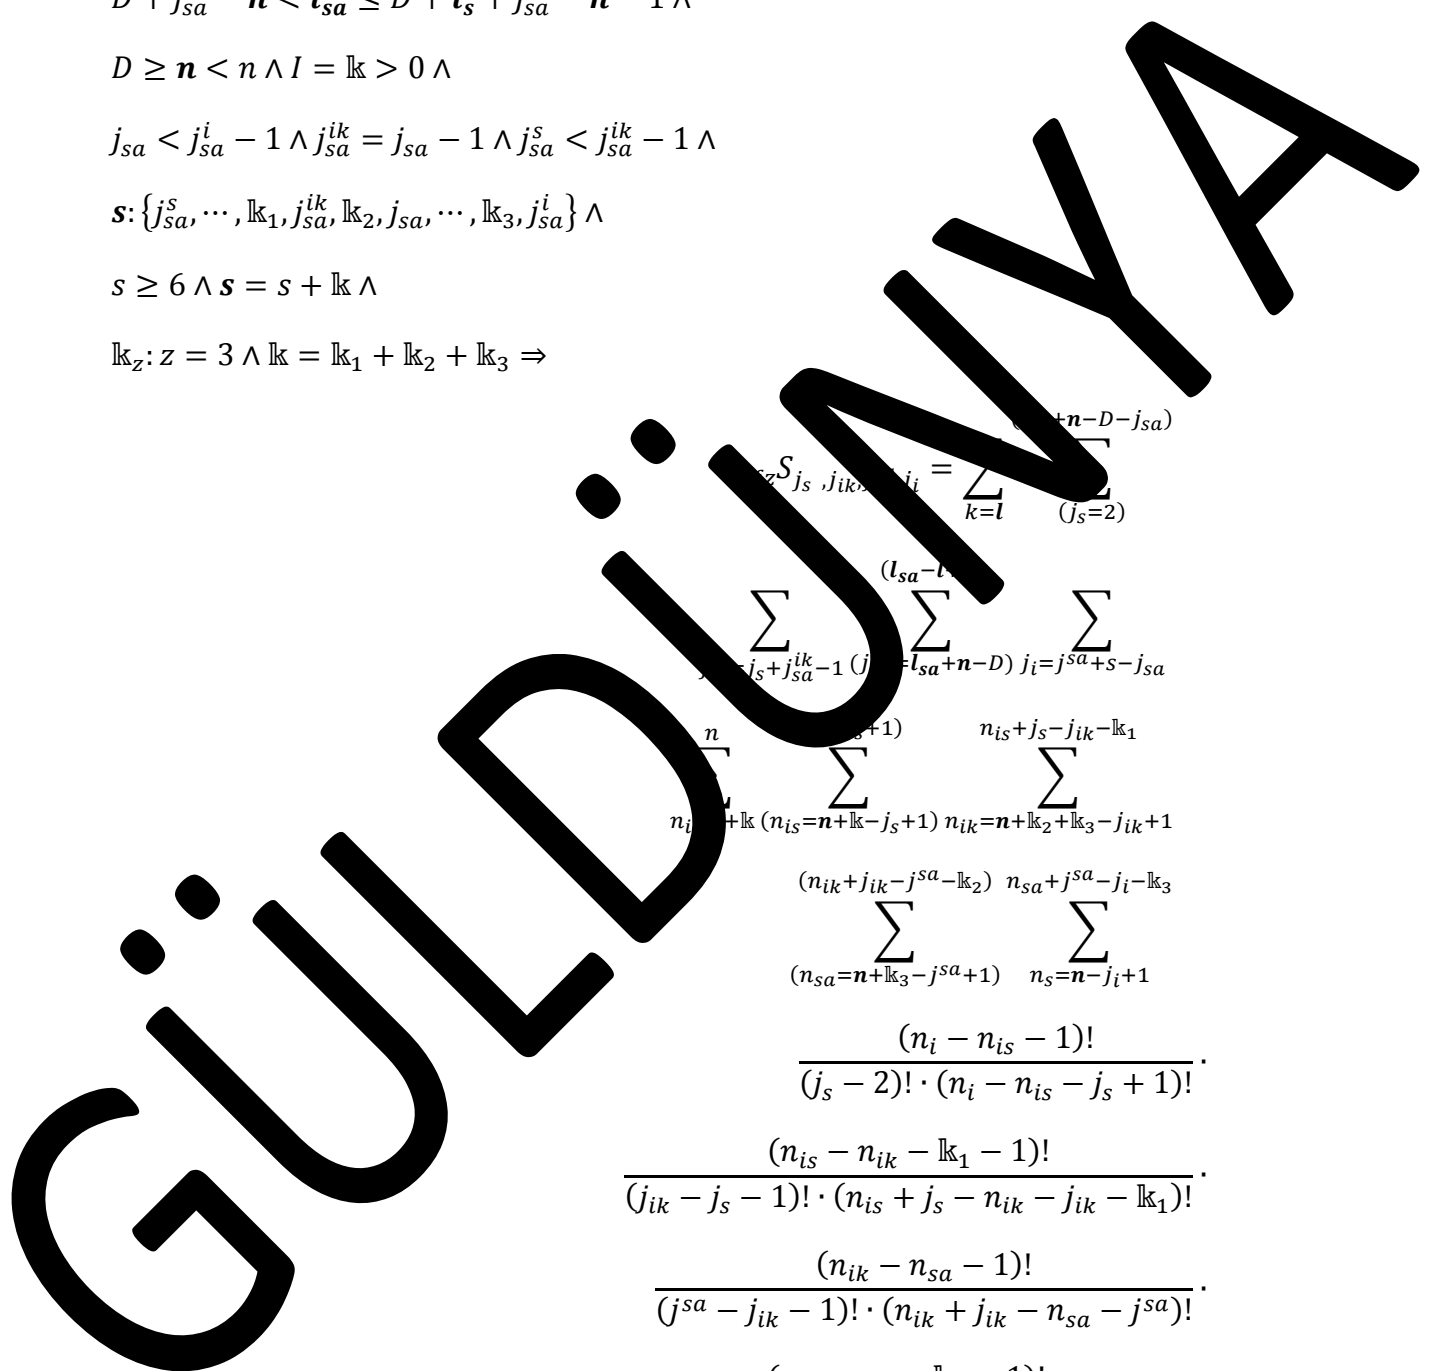 D ≥ 𝒏 < n ∧ I = 𝕜 > 0 ∧
j_{sa} < j_{sa}^{i} − 1 ∧ j_{sa}^{ik} = j_{sa} − 1 ∧ j_{sa}^{s} < j_{sa}^{ik} − 1 ∧
𝒔: {j_{sa}^{s}, ⋯ , 𝕜_1, j_{sa}^{ik}, 𝕜_2, j_{sa}, ⋯ , 𝕜_3, j_{sa}^{i}} ∧
s ≥ 6 ∧ 𝒔 = s + 𝕜 ∧
𝕜_z: z = 3 ∧ 𝕜 = 𝕜_1 + 𝕜_2 + 𝕜_3 ⇒
+𝒏−D−j_{sa})
S_{j_s ,j_{ik}, j_i} = ∑ ∑
k=𝒍 (j_s=2)
(𝒍_{sa}−𝒍
∑ ∑ ∑
=j_s+j_{sa}^{ik}−1 =𝒍_{sa}+𝒏−D) j_i=j^{sa}+s−j_{sa}
n +1) n_{is}+j_s−j_{ik}−𝕜_1
∑ ∑ ∑
+𝕜 (n_{is}=𝒏+𝕜−j_s+1) n_{ik}=𝒏+𝕜_2+𝕜_3−j_{ik}+1
(n_{ik}+j_{ik}−j^{sa}−𝕜_2) n_{sa}+j^{sa}−j_i−𝕜_3
∑ ∑
(n_{sa}=𝒏+𝕜_3−j^{sa}+1) n_s=𝒏−j_i+1
(n_i − n_{is} − 1)!
(j_s − 2)! · (n_i − n_{is} − j_s + 1)! ·
(n_{is} − n_{ik} − 𝕜_1 − 1)!
(j_{ik} − j_s − 1)! · (n_{is} + j_s − n_{ik} − j_{ik} − 𝕜_1)! ·
(n_{ik} − n_{sa} − 1)!
(j^{sa} − j_{ik} − 1)! · (n_{ik} + j_{ik} − n_{sa} − j^{sa})! ·
GÜLDÜNYA